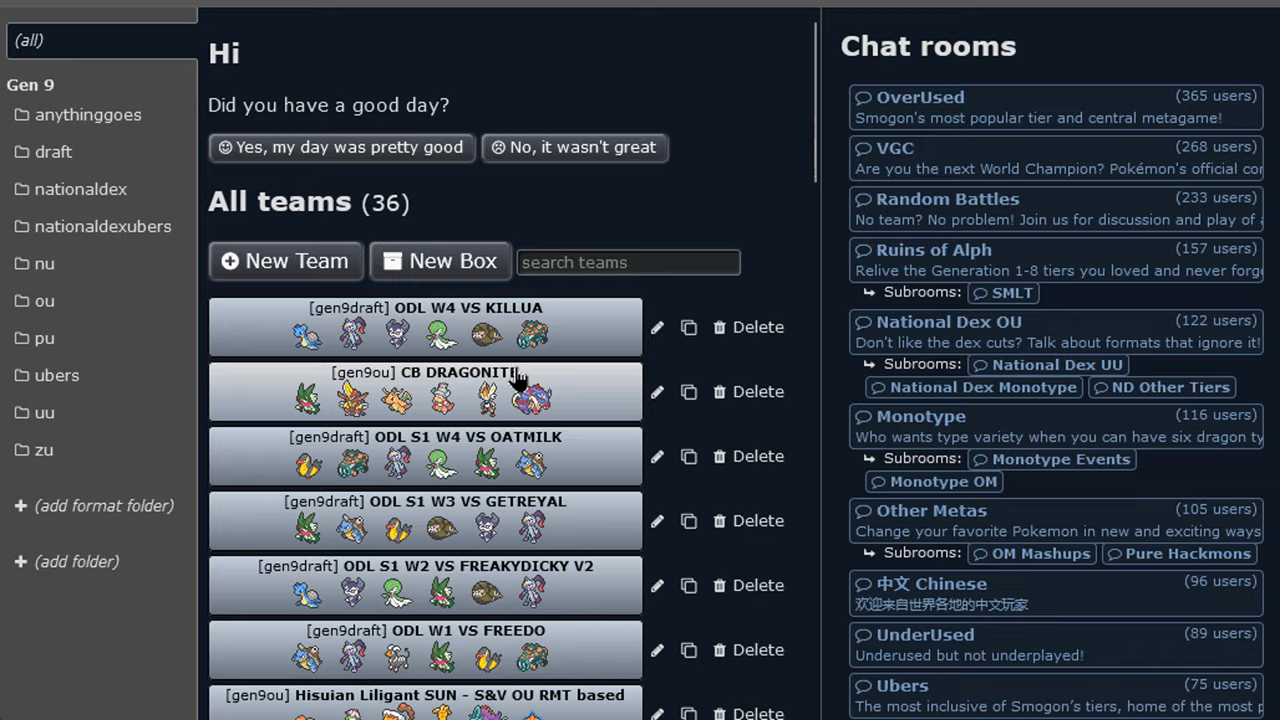 (all)
Gen 9
anythinggoes
draft
nationaldex
nationaldexubers
nu
ou
pu
ubers
uu
zu
(add format folder)
(add folder)
Hi
Did you have a good day?
Yes, my day was pretty good
No, it wasn't great
All teams (36)
New Team
New Box
search teams
[gen9draft] ODL W4 VS KILLUA
Delete
[gen9ou] CB DRAGONITE
Delete
[gen9draft] ODL S1 W4 VS OATMILK
Delete
[gen9draft] ODL S1 W3 VS GETREYAL
Delete
[gen9draft] ODL S1 W2 VS FREAKYDICKY V2
Delete
[gen9draft] ODL W1 VS FREEDO
Delete
[gen9ou] Hisuian Liligant SUN - S&V OU RMT based
Delete
Chat rooms
OverUsed (365 users)
Smogon's most popular tier and central metagame!
VGC (268 users)
Are you the next World Champion? Pokémon's official co
Random Battles (233 users)
No team? No problem! Join us for discussion and play of
Ruins of Alph (157 users)
Relive the Generation 1-8 tiers you loved and never forg
Subrooms: SMLT
National Dex OU (122 users)
Don't like the dex cuts? Talk about formats that ignore it!
Subrooms: National Dex UU
National Dex Monotype ND Other Tiers
Monotype (116 users)
Who wants type variety when you can have six dragon ty
Subrooms: Monotype Events
Monotype OM
Other Metas (105 users)
Change your favorite Pokemon in new and exciting ways
Subrooms: OM Mashups Pure Hackmons
中文 Chinese (96 users)
欢迎来自世界各地的中文玩家
UnderUsed (89 users)
Underused but not underplayed!
Ubers (75 users)
The most inclusive of Smogon's tiers, home of the most p